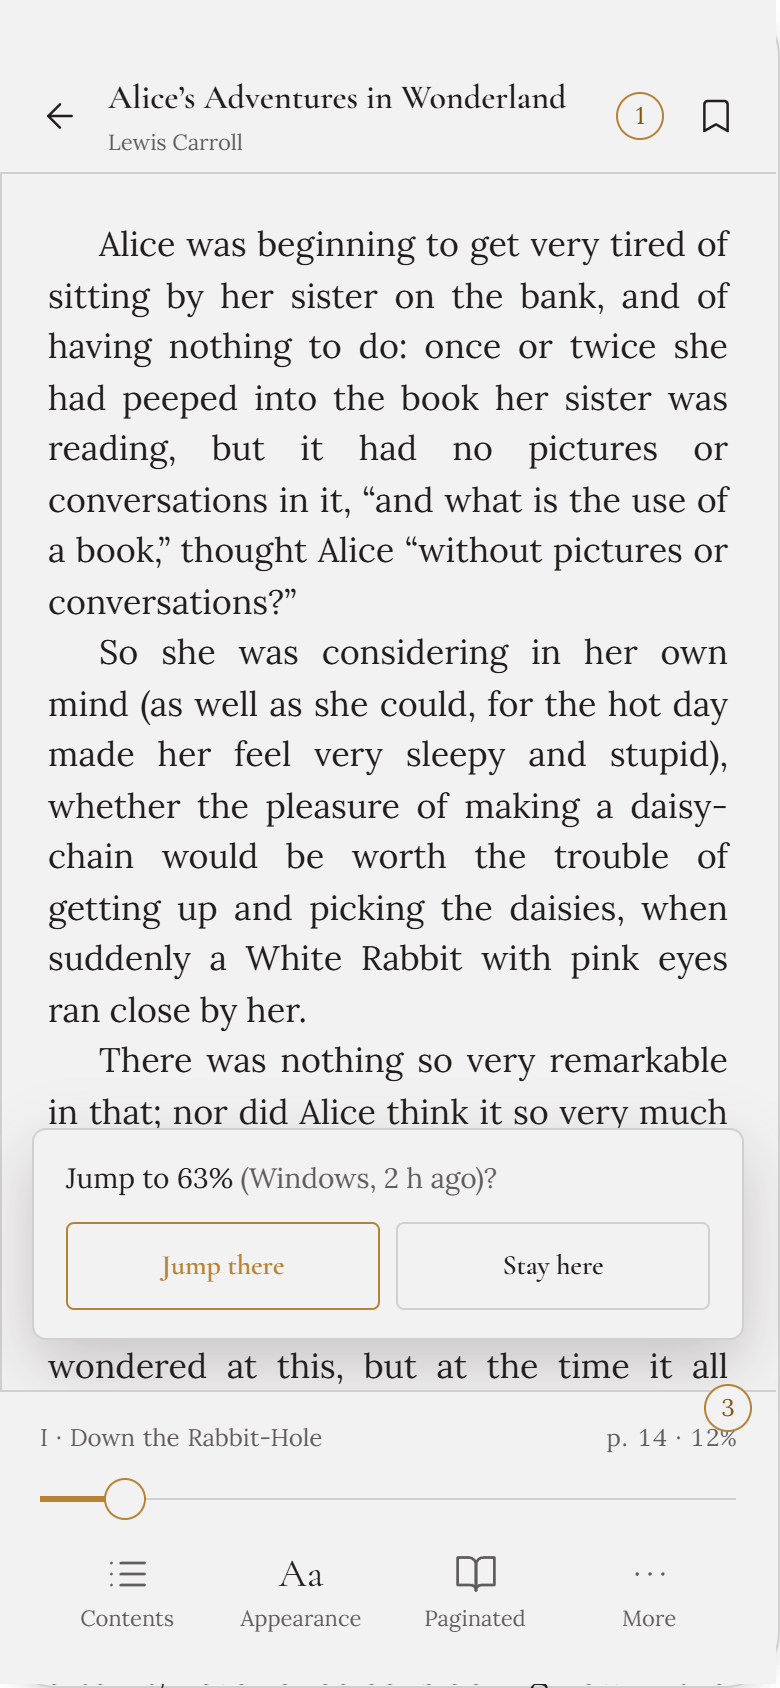 Alice’s Adventures in Wonderland
Lewis Carroll
1
Alice was beginning to get very tired of
sitting by her sister on the bank, and of
having nothing to do: once or twice she
had peeped into the book her sister was
reading, but it had no pictures or
conversations in it, “and what is the use of
a book,” thought Alice “without pictures or
conversations?”
So she was considering in her own
mind (as well as she could, for the hot day
made her feel very sleepy and stupid),
whether the pleasure of making a daisy-
chain would be worth the trouble of
getting up and picking the daisies, when
suddenly a White Rabbit with pink eyes
ran close by her.
There was nothing so very remarkable
in that; nor did Alice think it so very much
Jump to 63% (Windows, 2 h ago)?
Jump there
Stay here
wondered at this, but at the time it all
3
I · Down the Rabbit-Hole
p. 14 · 12%
Aa
Contents
Appearance
Paginated
More